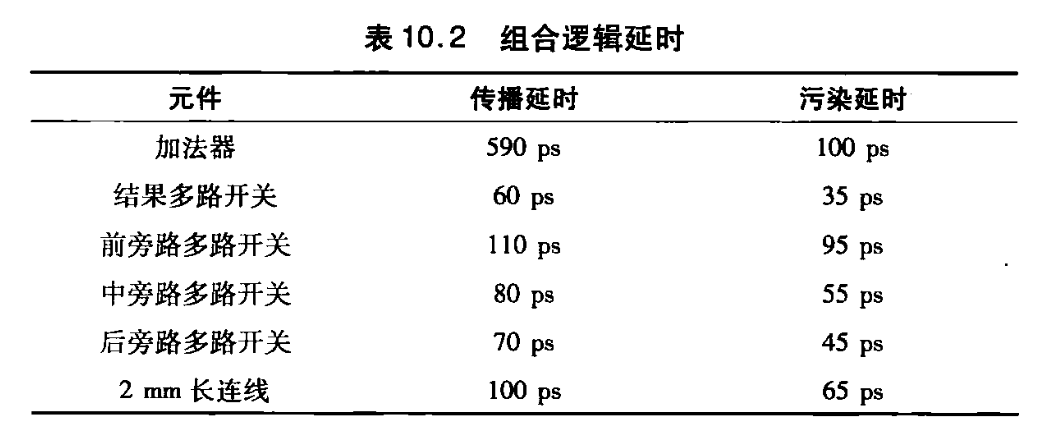 表 10.2 组合逻辑延时
元件 传播延时 污染延时
加法器 590 ps 100 ps
结果多路开关 60 ps 35 ps
前旁路多路开关 110 ps 95 ps
中旁路多路开关 80 ps 55 ps
后旁路多路开关 70 ps 45 ps
2 mm 长连线 100 ps 65 ps